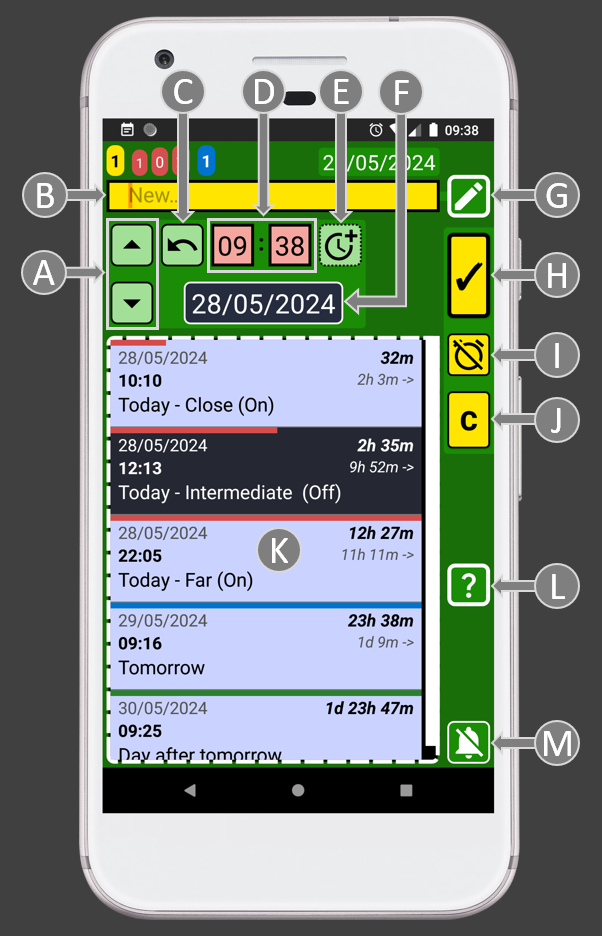 C D E F
09:38
1 1 0 1 28/05/2024
B New.. G
A 09 : 38 H
28/05/2024
I
28/05/2024 32m
10:10 2h 3m ->
Today - Close (On)
C J
28/05/2024 2h 35m
12:13 9h 52m ->
Today - Intermediate (Off)
28/05/2024 12h 27m
22:05 K 11h 11m ->
Today - Far (On)
? L
29/05/2024 23h 38m
09:16 1d 9m ->
Tomorrow
30/05/2024 1d 23h 47m
09:25
Day after tomorrow
M